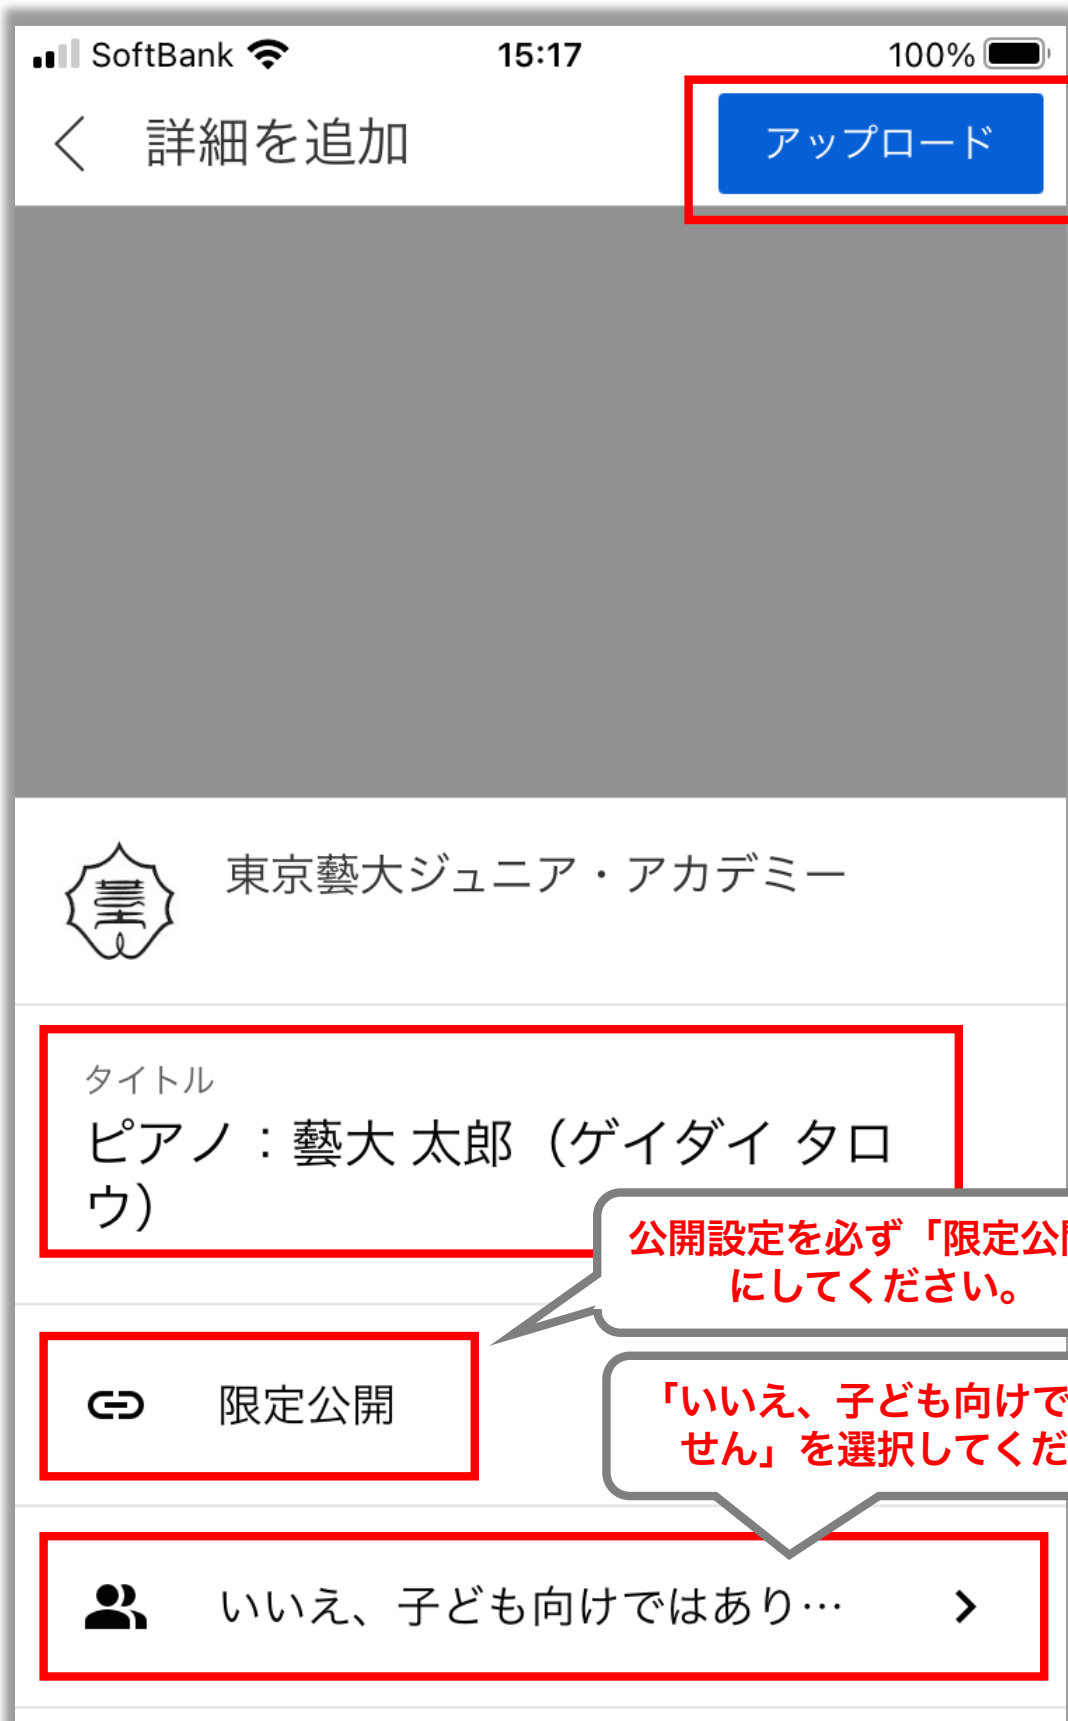 SoftBank 15:17 100%
詳細を追加 アップロード
東京藝大ジュニア・アカデミー
タイトル
ピアノ：藝大 太郎（ゲイダイ タロ
ウ）
公開設定を必ず「限定公開
にしてください。
限定公開
「いいえ、子ども向けで
せん」を選択してくだ
いいえ、子ども向けではあり…